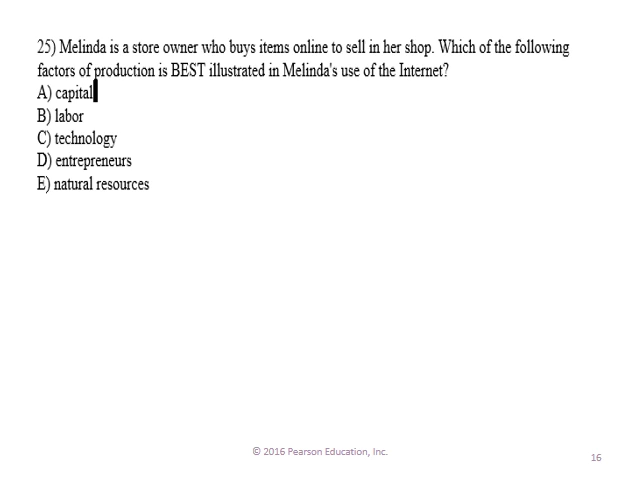 25) Melinda is a store owner who buys items online to sell in her shop. Which of the following
factors of production is BEST illustrated in Melinda's use of the Internet?
A) capital
B) labor
C) technology
D) entrepreneurs
E) natural resources
© 2016 Pearson Education, Inc.
16